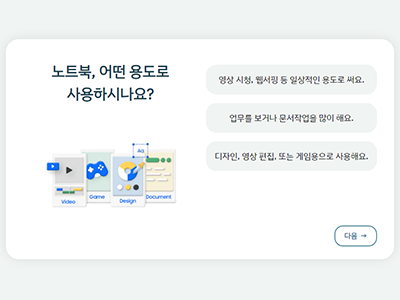 노트북, 어떤 용도로
사용하시나요?
영상 시청, 웹서핑 등 일상적인 용도로 써요.
업무를 보거나 문서작업을 많이 해요.
디자인, 영상 편집, 또는 게임용으로 사용해요.
Aa
Video
Game
Design
Document
다음 →